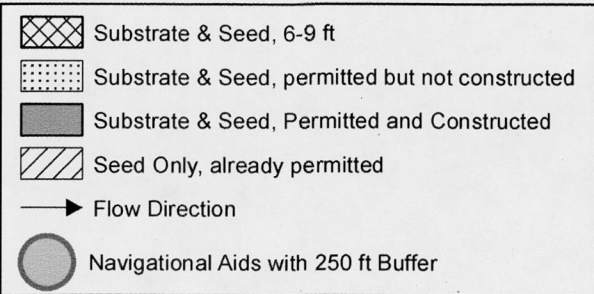 Substrate & Seed, 6-9 ft
Substrate & Seed, permitted but not constructed
Substrate & Seed, Permitted and Constructed
Seed Only, already permitted
Flow Direction
Navigational Aids with 250 ft Buffer